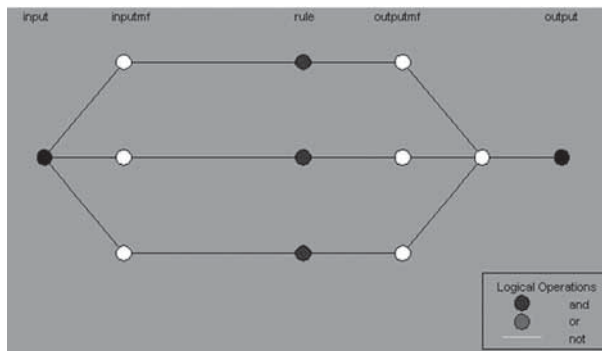 input inputmf rule outputmf output
Logical Operations
and
or
not